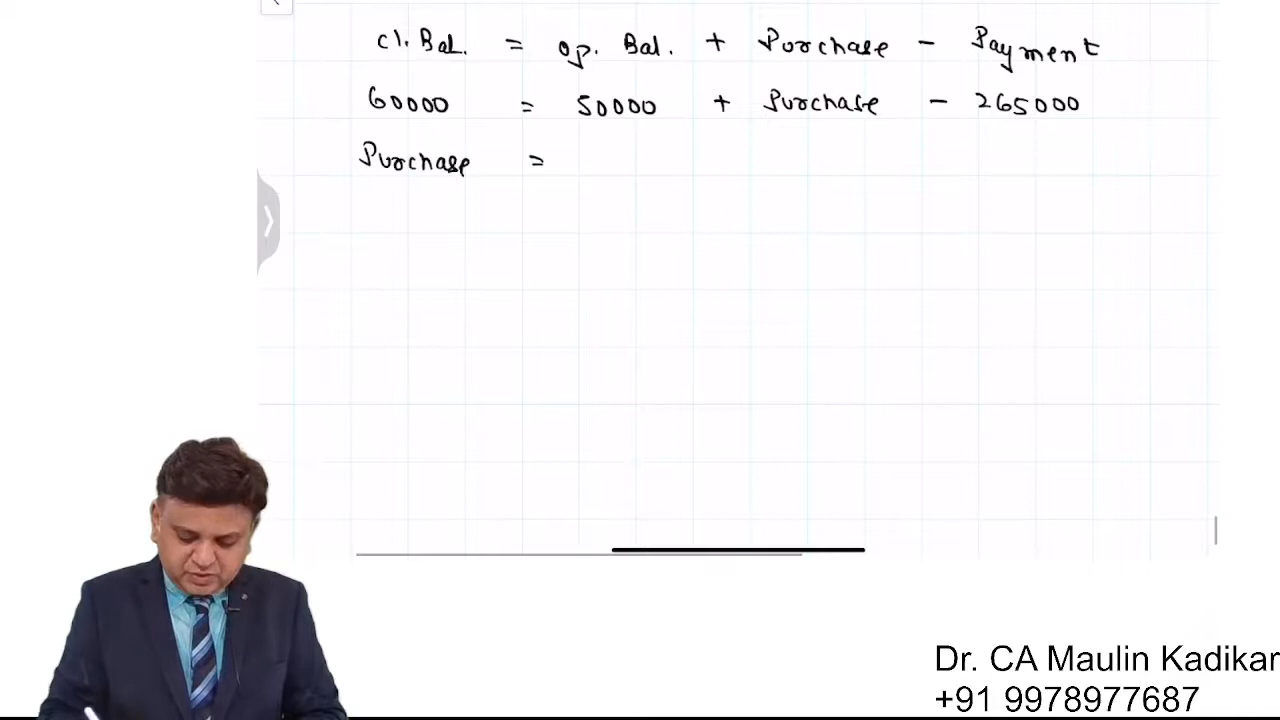 cl. Bal. = op. Bal. + Purchase - Payment
60000 = 50000 + Purchase - 265000
Purchase =
Dr. CA Maulin Kadikar
+91 9978977687